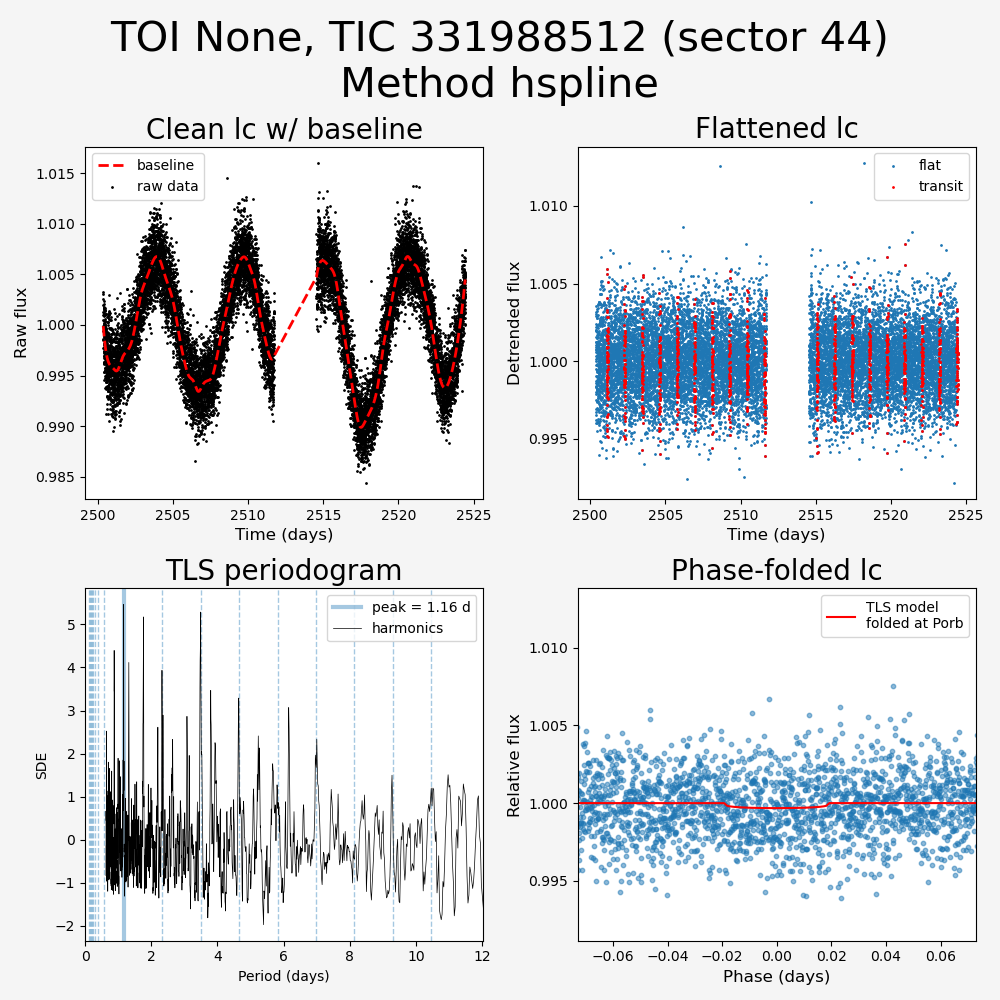 TOI None, TIC 331988512 (sector 44)
Method hspline
Clean lc w/ baseline
baseline
raw data
1.015
1.010
1.005
1.000
0.995
0.990
0.985
Raw flux
2500
2505
2510
2515
2520
2525
Time (days)
Flattened lc
flat
transit
1.010
1.005
1.000
0.995
Detrended flux
2500
2505
2510
2515
2520
2525
Time (days)
TLS periodogram
peak = 1.16 d
harmonics
5
4
3
2
1
0
−1
−2
SDE
0
2
4
6
8
10
12
Period (days)
Phase-folded lc
TLS model
folded at Porb
1.010
1.005
1.000
0.995
Relative flux
−0.06
−0.04
−0.02
0.00
0.02
0.04
0.06
Phase (days)